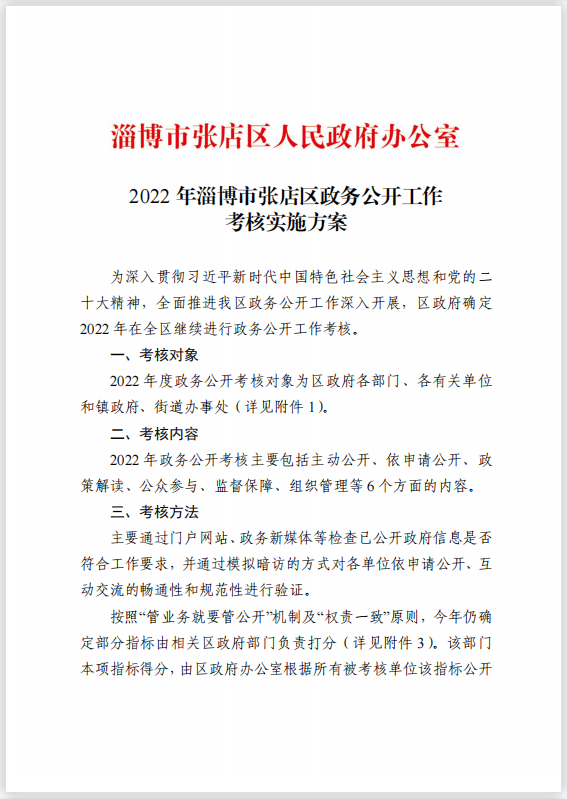 淄博市张店区人民政府办公室
2022 年淄博市张店区政务公开工作
考核实施方案
为深入贯彻习近平新时代中国特色社会主义思想和党的二
十大精神，全面推进我区政务公开工作深入开展，区政府确定
2022 年在全区继续进行政务公开工作考核。
一、考核对象
2022 年度政务公开考核对象为区政府各部门、各有关单位
和镇政府、街道办事处（详见附件 1）。
二、考核内容
2022 年政务公开考核主要包括主动公开、依申请公开、政
策解读、公众参与、监督保障、组织管理等 6 个方面的内容。
三、考核方法
主要通过门户网站、政务新媒体等检查已公开政府信息是否
符合工作要求，并通过模拟暗访的方式对各单位依申请公开、互
动交流的畅通性和规范性进行验证。
按照“管业务就要管公开”机制及“权责一致”原则，今年仍确
定部分指标由相关区政府部门负责打分（详见附件 3）。该部门
本项指标得分，由区政府办公室根据所有被考核单位该指标公开